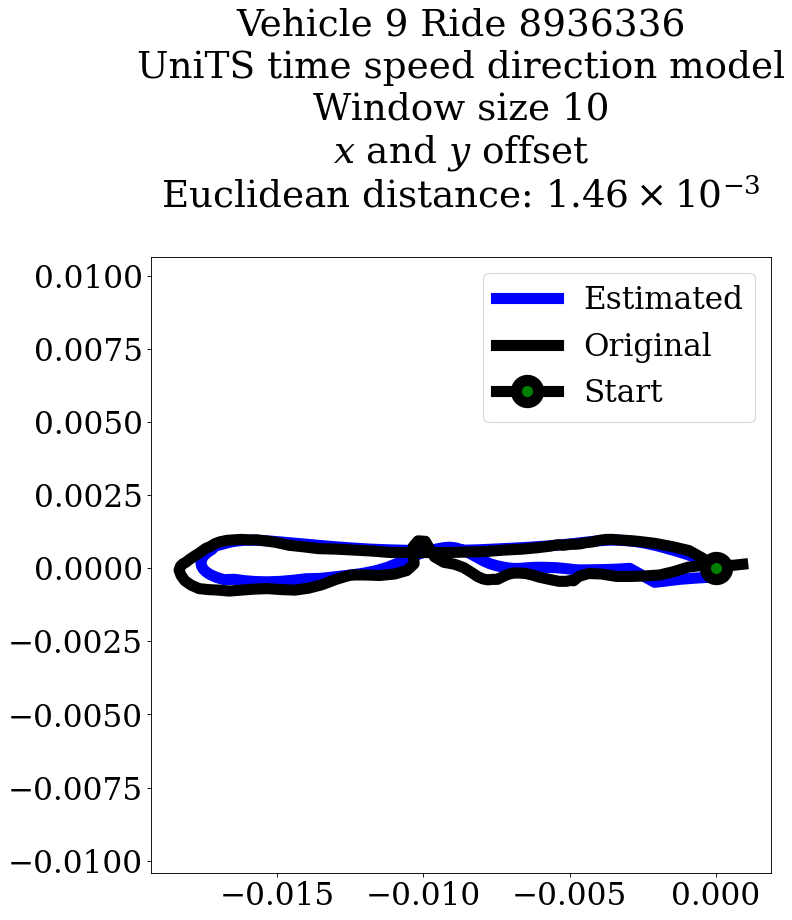 Vehicle 9 Ride 8936336
UniTS time speed direction model
Window size 10
x and y offset
Euclidean distance: 1.46 × 10⁻³
Estimated
Original
Start
0.0100
0.0075
0.0050
0.0025
0.0000
−0.0025
−0.0050
−0.0075
−0.0100
−0.015 −0.010 −0.005 0.000